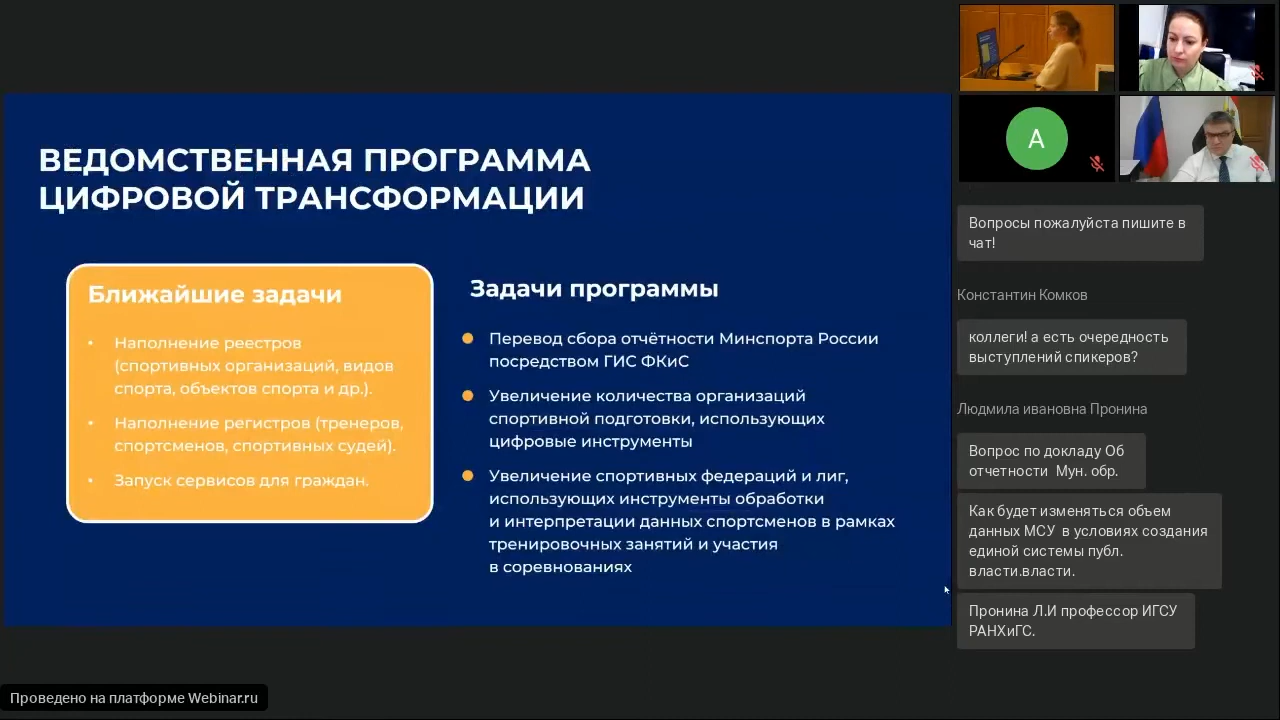 ВЕДОМСТВЕННАЯ ПРОГРАММА
ЦИФРОВОЙ ТРАНСФОРМАЦИИ
Ближайшие задачи
• Наполнение реестров
(спортивных организаций, видов
спорта, объектов спорта и др.).
• Наполнение регистров (тренеров,
спортсменов, спортивных судей).
• Запуск сервисов для граждан.
Задачи программы
Перевод сбора отчётности Минспорта России
посредством ГИС ФКиС
Увеличение количества организаций
спортивной подготовки, использующих
цифровые инструменты
Увеличение спортивных федераций и лиг,
использующих инструменты обработки
и интерпретации данных спортсменов в рамках
тренировочных занятий и участия
в соревнованиях
А
Вопросы пожалуйста пишите в
чат!
Константин Комков
коллеги! а есть очередность
выступлений спикеров?
Людмила ивановна Пронина
Вопрос по докладу Об
отчетности Мун. обр.
Как будет изменяться объем
данных МСУ в условиях создания
единой системы публ.
власти.власти.
Пронина Л.И профессор ИГСУ
РАНХиГС.
Проведено на платформе Webinar.ru